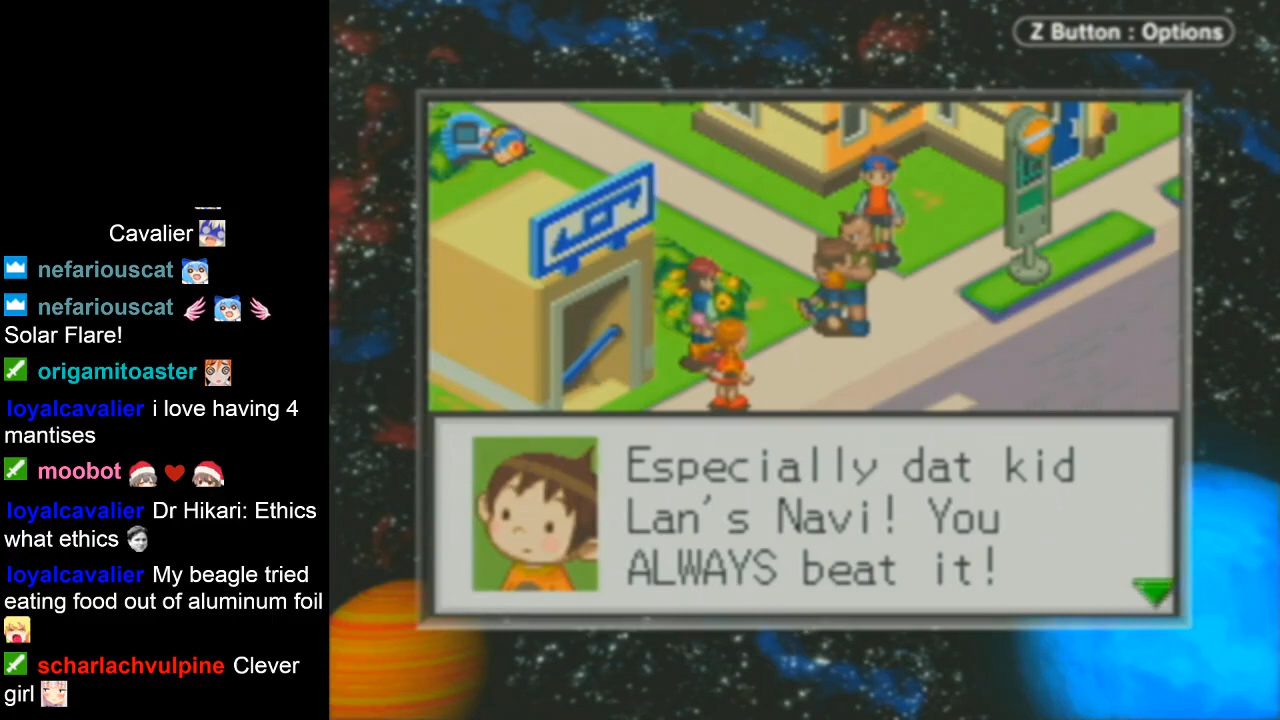 Z Button : Options
Cavalier
nefariouscat
nefariouscat
Solar Flare!
origamitoaster
loyalcavalier i love having 4
mantises
moobot
loyalcavalier Dr Hikari: Ethics
what ethics
loyalcavalier My beagle tried
eating food out of aluminum foil
scharlachvulpine Clever
girl
Especially dat kid
Lan's Navi! You
ALWAYS beat it!